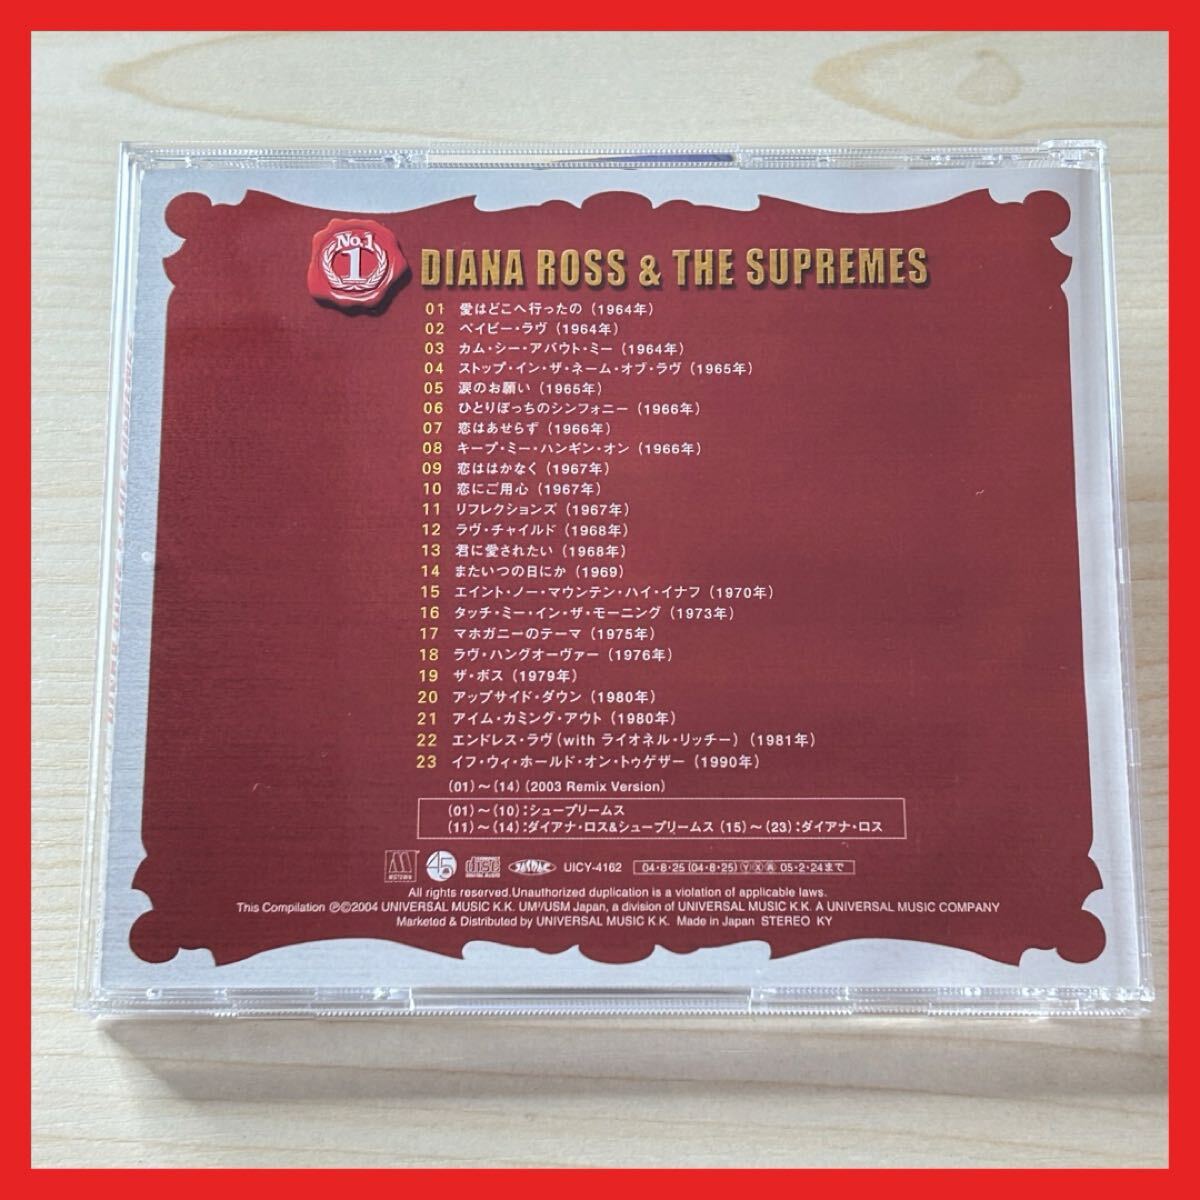 No.1
1
DIANA ROSS & THE SUPREMES
01 愛はどこへ行ったの（1964年）
02 ベイビー・ラヴ（1964年）
03 カム・シー・アバウト・ミー（1964年）
04 ストップ・イン・ザ・ネーム・オブ・ラヴ（1965年）
05 涙のお願い（1965年）
06 ひとりぼっちのシンフォニー（1966年）
07 恋はあせらず（1966年）
08 キープ・ミー・ハンギン・オン（1966年）
09 恋ははかなく（1967年）
10 恋にご用心（1967年）
11 リフレクションズ（1967年）
12 ラヴ・チャイルド（1968年）
13 君に愛されたい（1968年）
14 またいつの日にか（1969）
15 エイント・ノー・マウンテン・ハイ・イナフ（1970年）
16 タッチ・ミー・イン・ザ・モーニング（1973年）
17 マホガニーのテーマ（1975年）
18 ラヴ・ハングオーヴァー（1976年）
19 ザ・ボス（1979年）
20 アップサイド・ダウン（1980年）
21 アイム・カミング・アウト（1980年）
22 エンドレス・ラヴ（with ライオネル・リッチー）（1981年）
23 イフ・ウィ・ホールド・オン・トゥゲザー（1990年）
（01）〜（14）（2003 Remix Version）
（01）〜（10）：シュープリームス
（11）〜（14）：ダイアナ・ロス&シュープリームス（15）〜（23）：ダイアナ・ロス
MOTOWN 45 COMPACT disc DIGITAL AUDIO JASRAC UICY-4162 04・8・25 (04・8・25) Ⓨ Ⓧ 再 05・2・24まで
All rights reserved.Unauthorized duplication is a violation of applicable laws.
This Compilation ℗©2004 UNIVERSAL MUSIC K.K. UM³/USM Japan, a division of UNIVERSAL MUSIC K.K. A UNIVERSAL MUSIC COMPANY
Marketed & Distributed by UNIVERSAL MUSIC K.K. Made in Japan STEREO KY